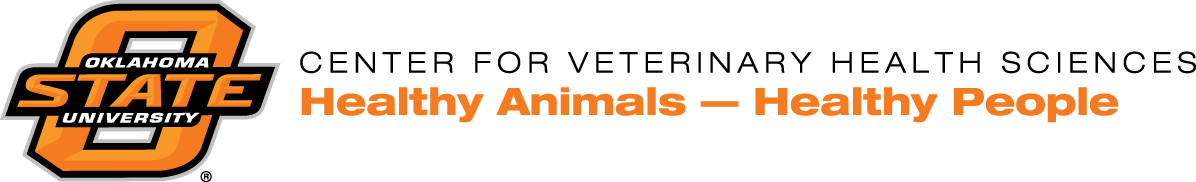 OKLAHOMA
STATE
UNIVERSITY
®
CENTER FOR VETERINARY HEALTH SCIENCES
Healthy Animals — Healthy People